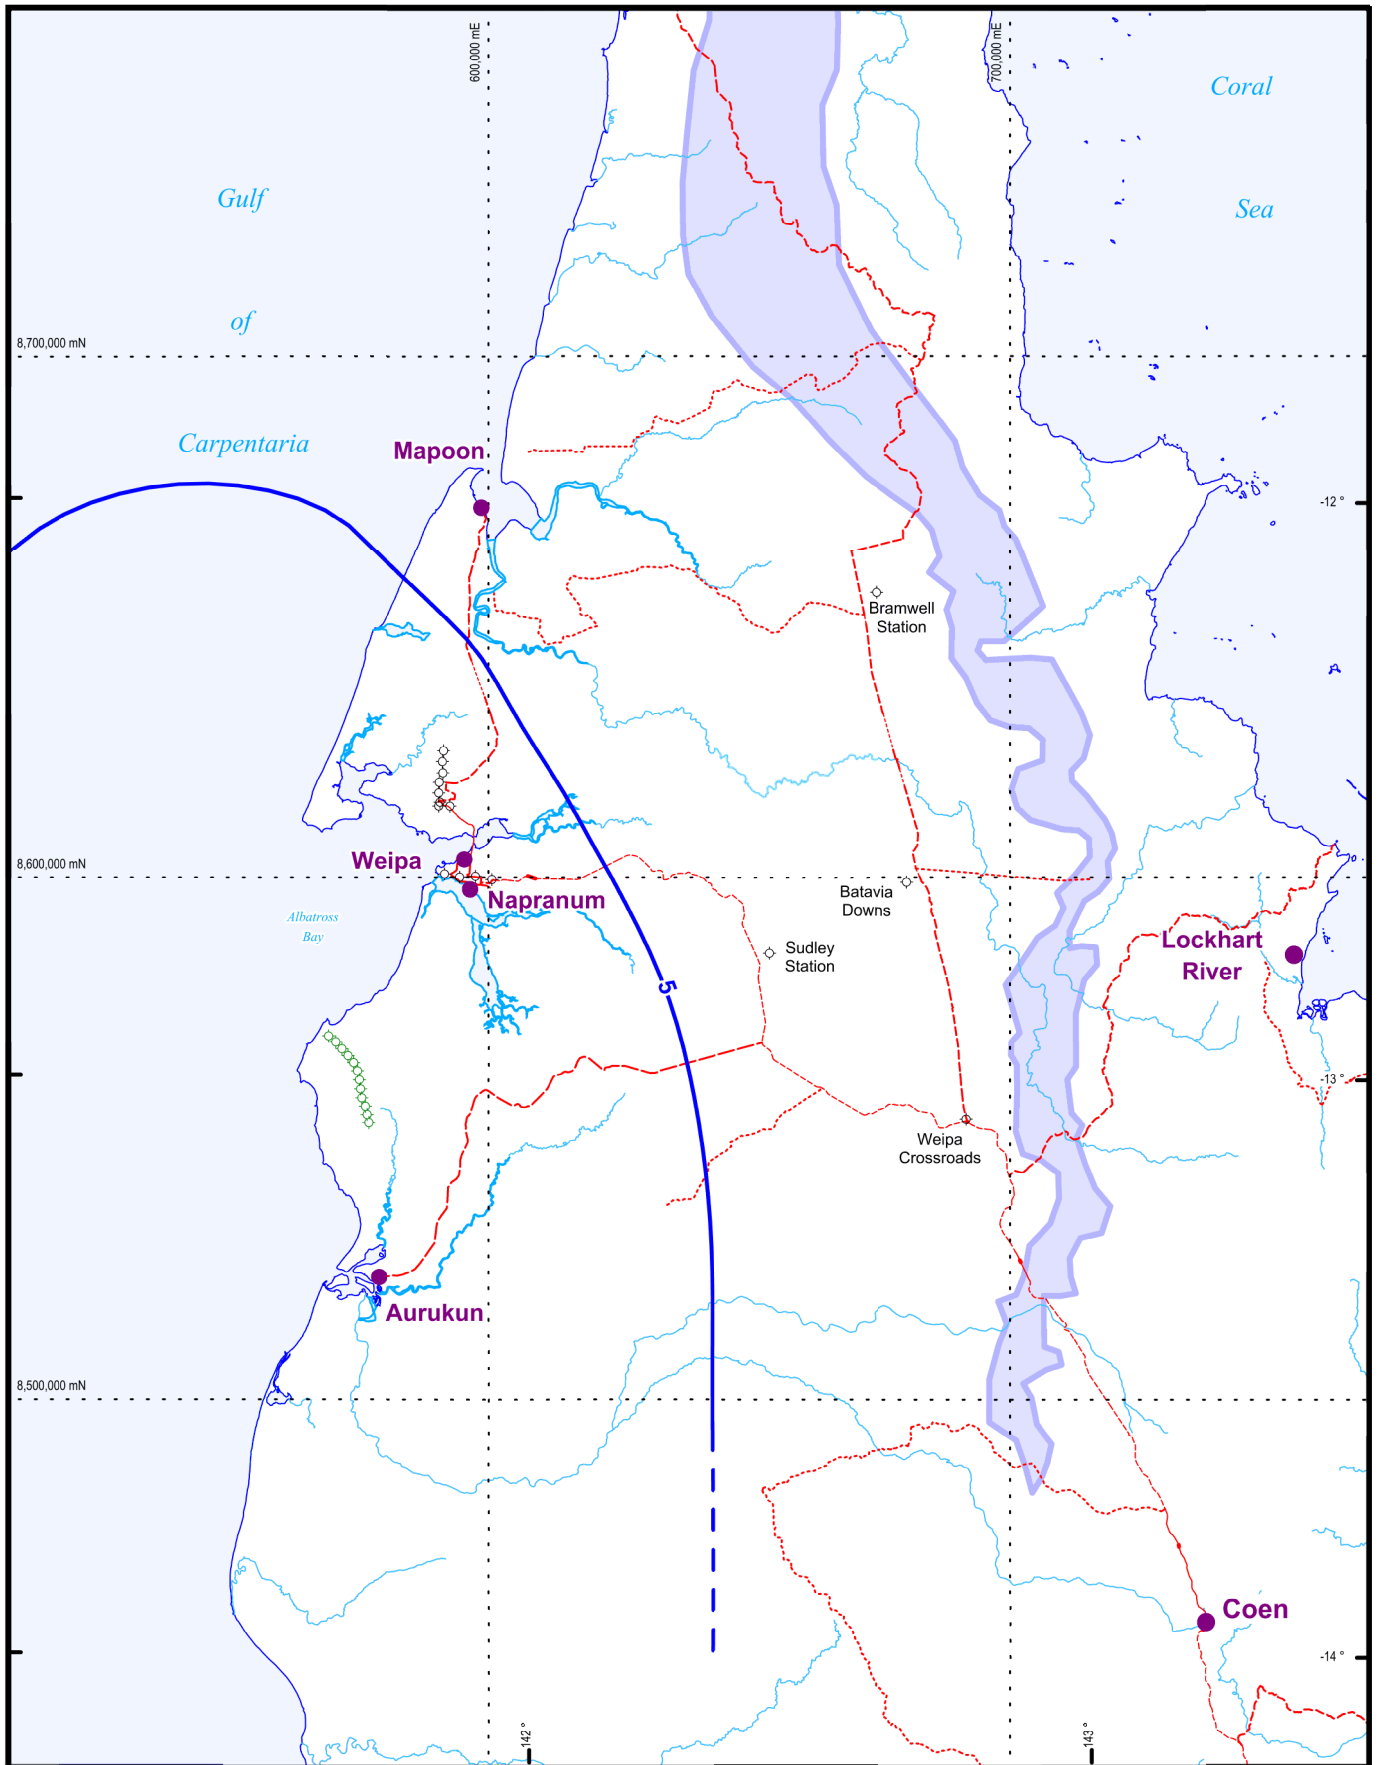 600,000 mE
700,000 mE
Coral
Gulf
Sea
of
8,700,000 mN
Carpentaria
Mapoon
-12°
Bramwell
Station
Weipa
8,600,000 mN
Napranum
Batavia
Downs
Albatross
Bay
Lockhart
River
Sudley
Station
5
-13°
Weipa
Crossroads
Aurukun
8,500,000 mN
Coen
-14°
142°
143°